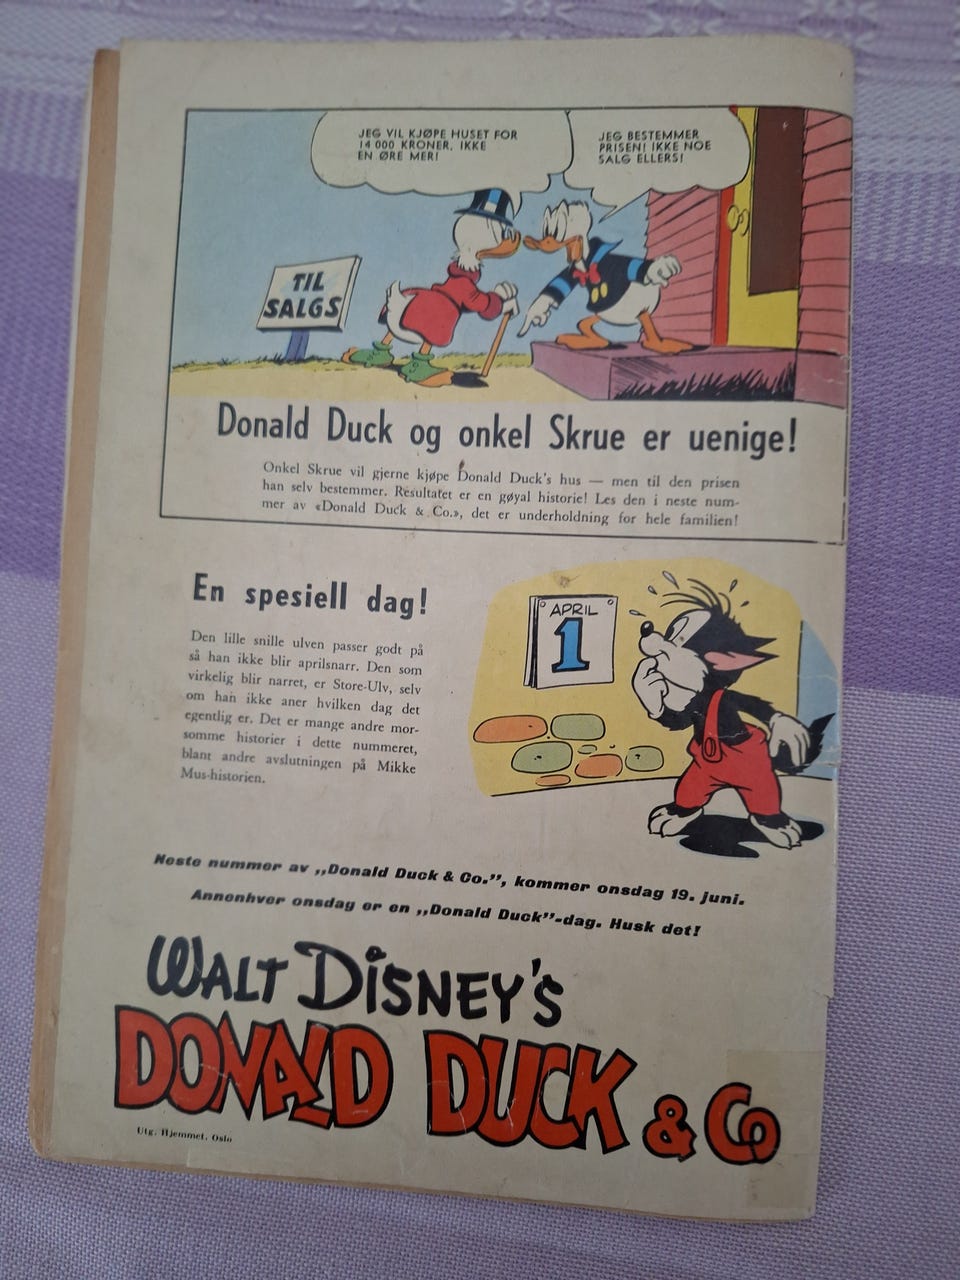 JEG VIL KJØPE HUSET FOR
14 000 KRONER. IKKE
EN ØRE MER!
JEG BESTEMMER
PRISEN! IKKE NOE
SALG ELLERS!
TIL
SALGS
Donald Duck og onkel Skrue er uenige!
Onkel Skrue vil gjerne kjøpe Donald Duck's hus — men til den prisen
han selv bestemmer. Resultatet er en gøyal historie! Les den i neste num-
mer av «Donald Duck & Co.», det er underholdning for hele familien!
En spesiell dag!
Den lille snille ulven passer godt på
så han ikke blir aprilsnarr. Den som
virkelig blir narret, er Store-Ulv, selv
om han ikke aner hvilken dag det
egentlig er. Det er mange andre mor-
somme historier i dette nummeret,
blant andre avslutningen på Mikke
Mus-historien.
APRIL
1
Neste nummer av „Donald Duck & Co.”, kommer onsdag 19. juni.
Annenhver onsdag er en „Donald Duck”-dag. Husk det!
WALT DISNEY'S
DONALD DUCK & Co
Utg. Hjemmet, Oslo